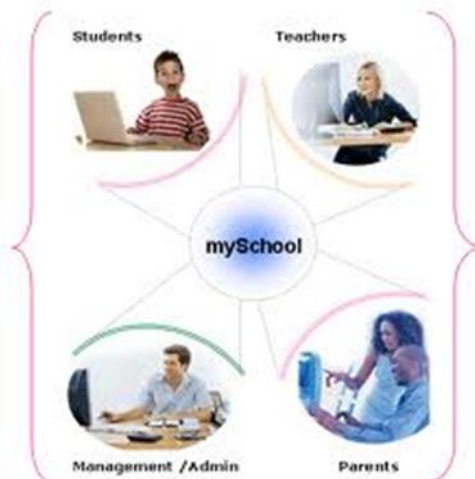 Students
Teachers
mySchool
Management /Admin
Parents